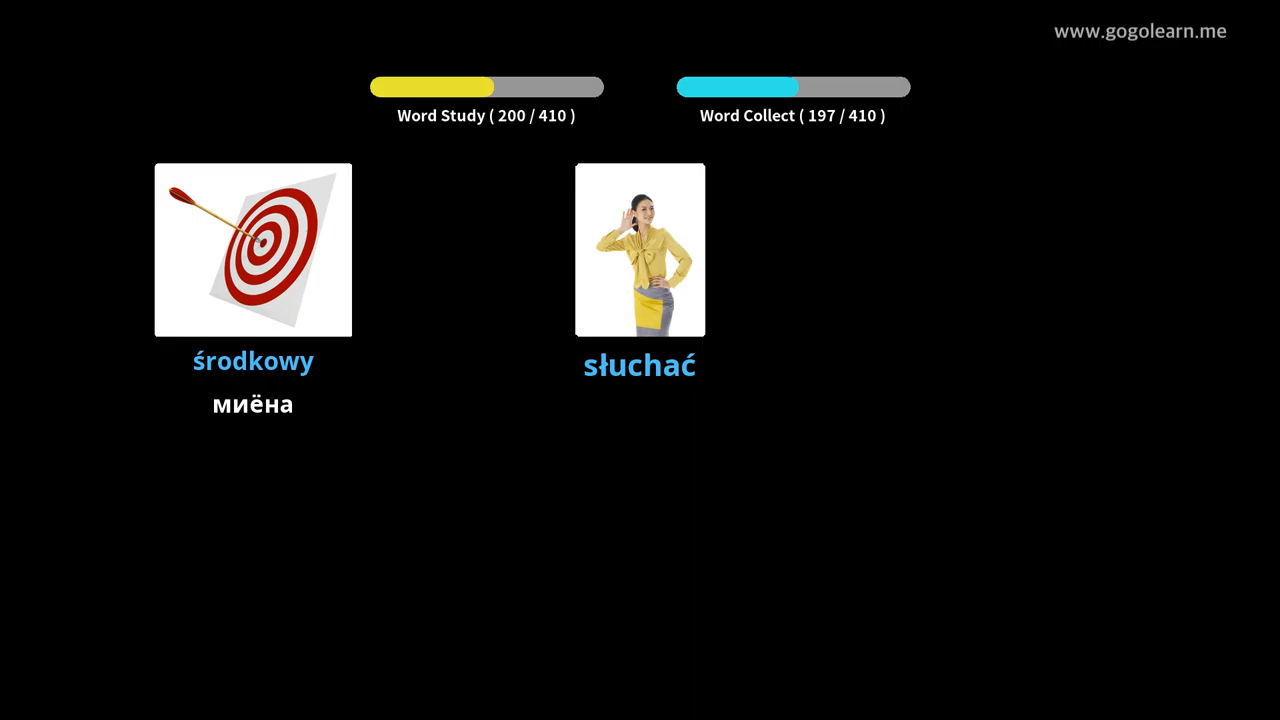 www.gogolearn.me
Word Study ( 200 / 410 )
Word Collect ( 197 / 410 )
środkowy
миёна
słuchać